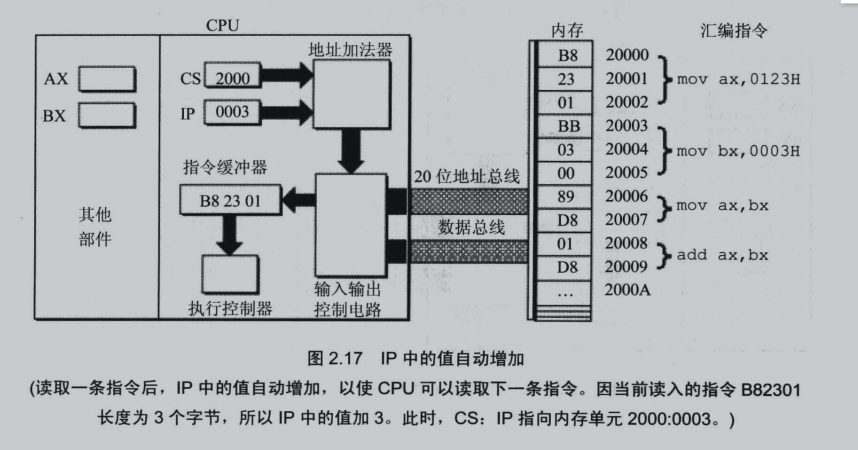 CPU
内存
汇编指令
地址加法器
AX
BX
CS 2000
IP 0003
指令缓冲器
B8 23 01
其他
部件
执行控制器
输入输出
控制电路
20 位地址总线
数据总线
B8 20000
23 20001 mov ax,0123H
01 20002
BB 20003
03 20004 mov bx,0003H
00 20005
89 20006
mov ax,bx
D8 20007
01 20008
add ax,bx
D8 20009
… 2000A
图 2.17 IP 中的值自动增加
(读取一条指令后，IP 中的值自动增加，以使 CPU 可以读取下一条指令。因当前读入的指令 B82301
长度为 3 个字节，所以 IP 中的值加 3。此时，CS：IP 指向内存单元 2000:0003。)